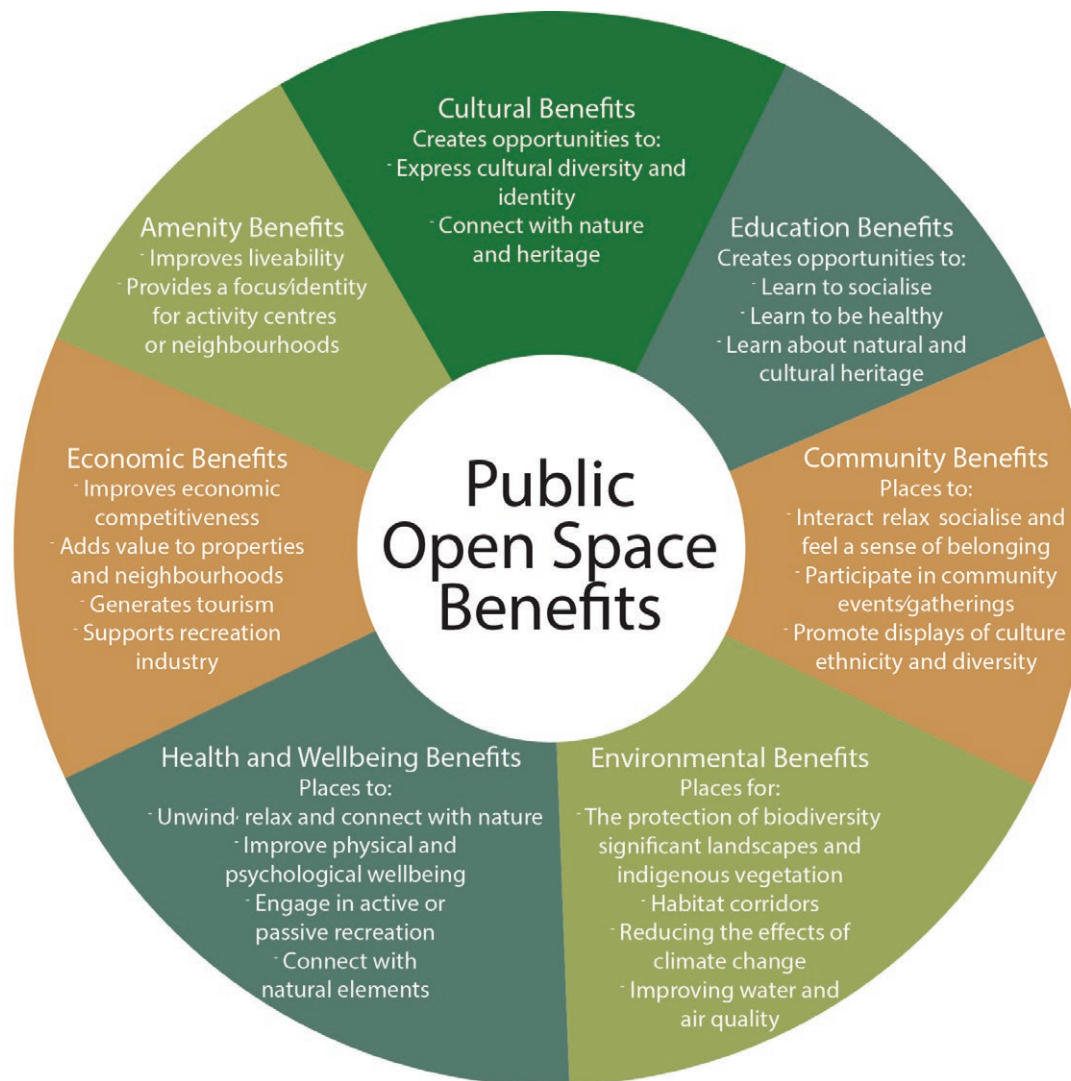 Cultural Benefits
Creates opportunities to:
- Express cultural diversity and
identity
- Connect with nature
and heritage
Education Benefits
Creates opportunities to:
- Learn to socialise
- Learn to be healthy
- Learn about natural and
cultural heritage
Community Benefits
Places to:
- Interact relax socialise and
feel a sense of belonging
- Participate in community
events/gatherings
- Promote displays of culture
ethnicity and diversity
Environmental Benefits
Places for:
- The protection of biodiversity
significant landscapes and
indigenous vegetation
- Habitat corridors
- Reducing the effects of
climate change
- Improving water and
air quality
Health and Wellbeing Benefits
Places to:
- Unwind, relax and connect with nature
- Improve physical and
psychological wellbeing
- Engage in active or
passive recreation
- Connect with
natural elements
Economic Benefits
- Improves economic
competitiveness
- Adds value to properties
and neighbourhoods
- Generates tourism
- Supports recreation
industry
Amenity Benefits
- Improves liveability
- Provides a focus/identity
for activity centres
or neighbourhoods
Public
Open Space
Benefits